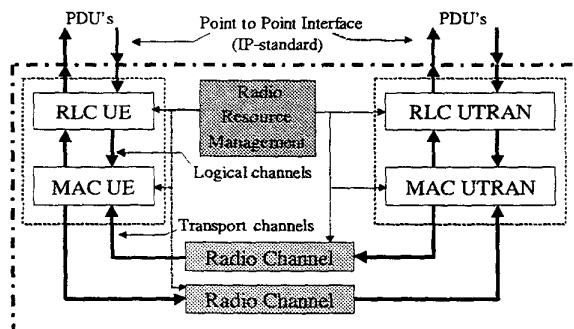 PDU's
Point to Point Interface
(IP-standard)
PDU's
RLC UE
Radio
Resource
Management
RLC UTRAN
Logical channels
MAC UE
MAC UTRAN
Transport channels
Radio Channel
Radio Channel